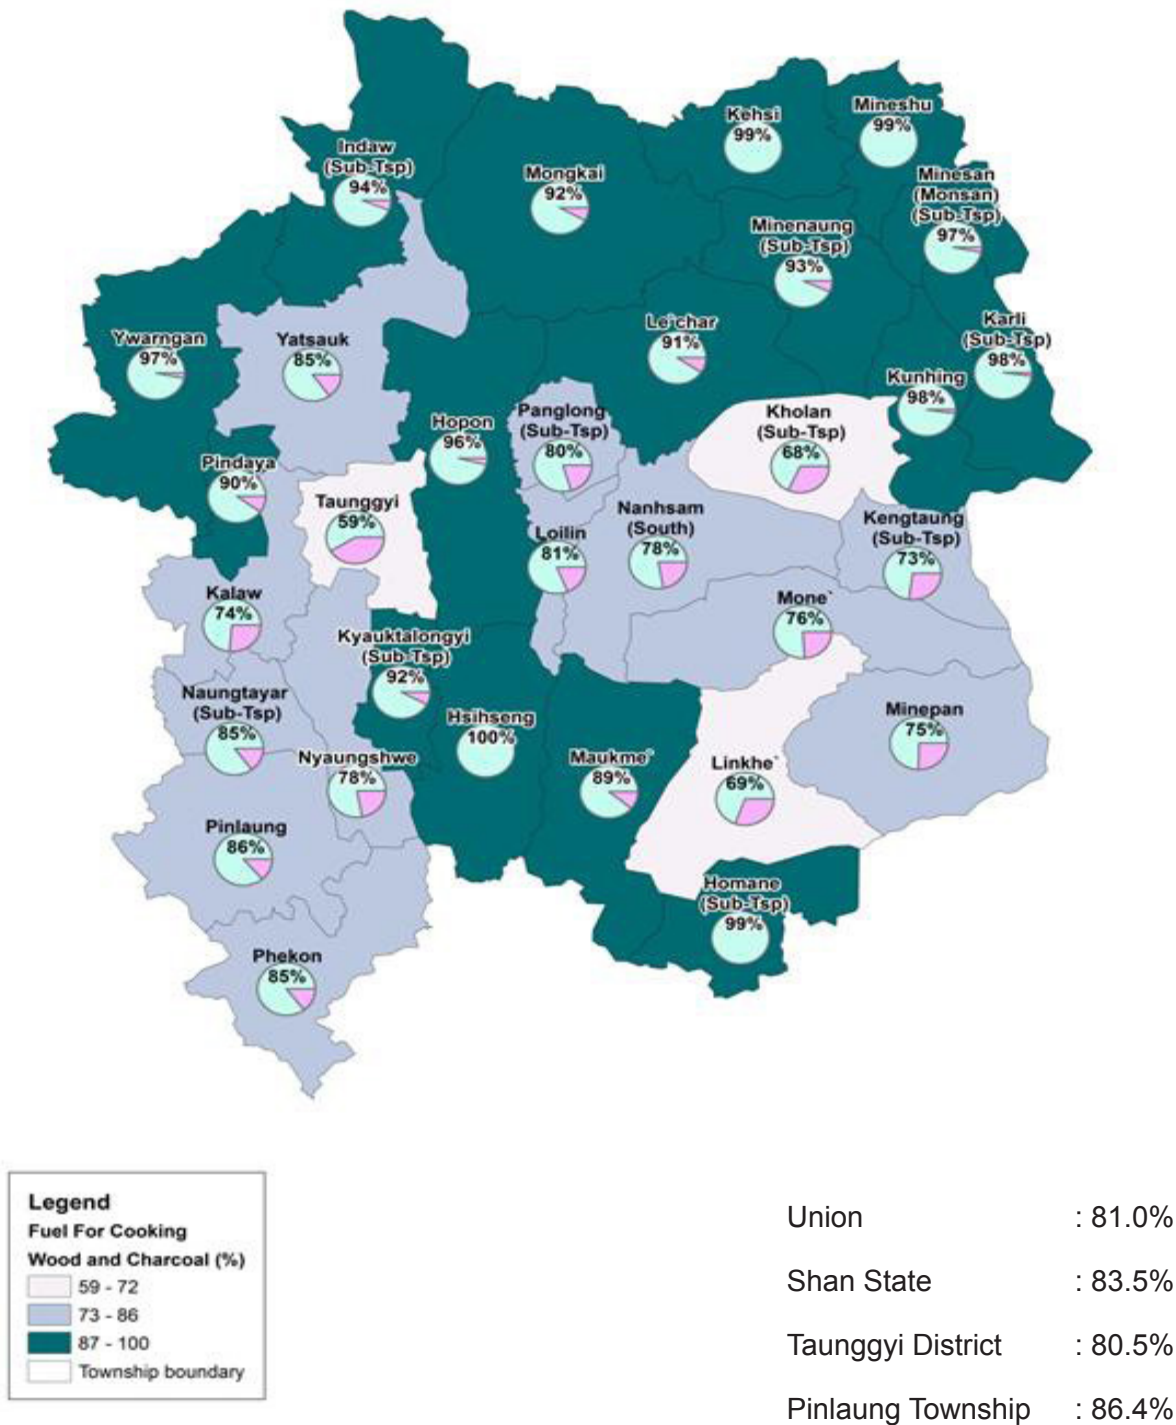 Kehsi
99%
Mineshu
99%
Indaw
(Sub-Tsp)
94%
Mongkai
92%
Minesan
(Monsan)
(Sub-Tsp)
97%
Minenaung
(Sub-Tsp)
93%
Ywarngan
97%
Yatsauk
85%
Le'char
91%
Karli
(Sub-Tsp)
98%
Kunhing
98%
Hopon
96%
Panglong
(Sub-Tsp)
80%
Kholan
(Sub-Tsp)
68%
Pindaya
90%
Taunggyi
59%
Loilin
81%
Nanhsam
(South)
78%
Kengtaung
(Sub-Tsp)
73%
Kalaw
74%
Mone`
76%
Kyauktalongyi
(Sub-Tsp)
92%
Naungtayar
(Sub-Tsp)
85%
Hsihseng
100%
Minepan
75%
Nyaungshwe
78%
Maukme`
89%
Linkhe`
69%
Pinlaung
86%
Homane
(Sub-Tsp)
99%
Phekon
85%
Legend
Fuel For Cooking
Wood and Charcoal (%)
59 - 72
73 - 86
87 - 100
Township boundary
Union : 81.0%
Shan State : 83.5%
Taunggyi District : 80.5%
Pinlaung Township : 86.4%